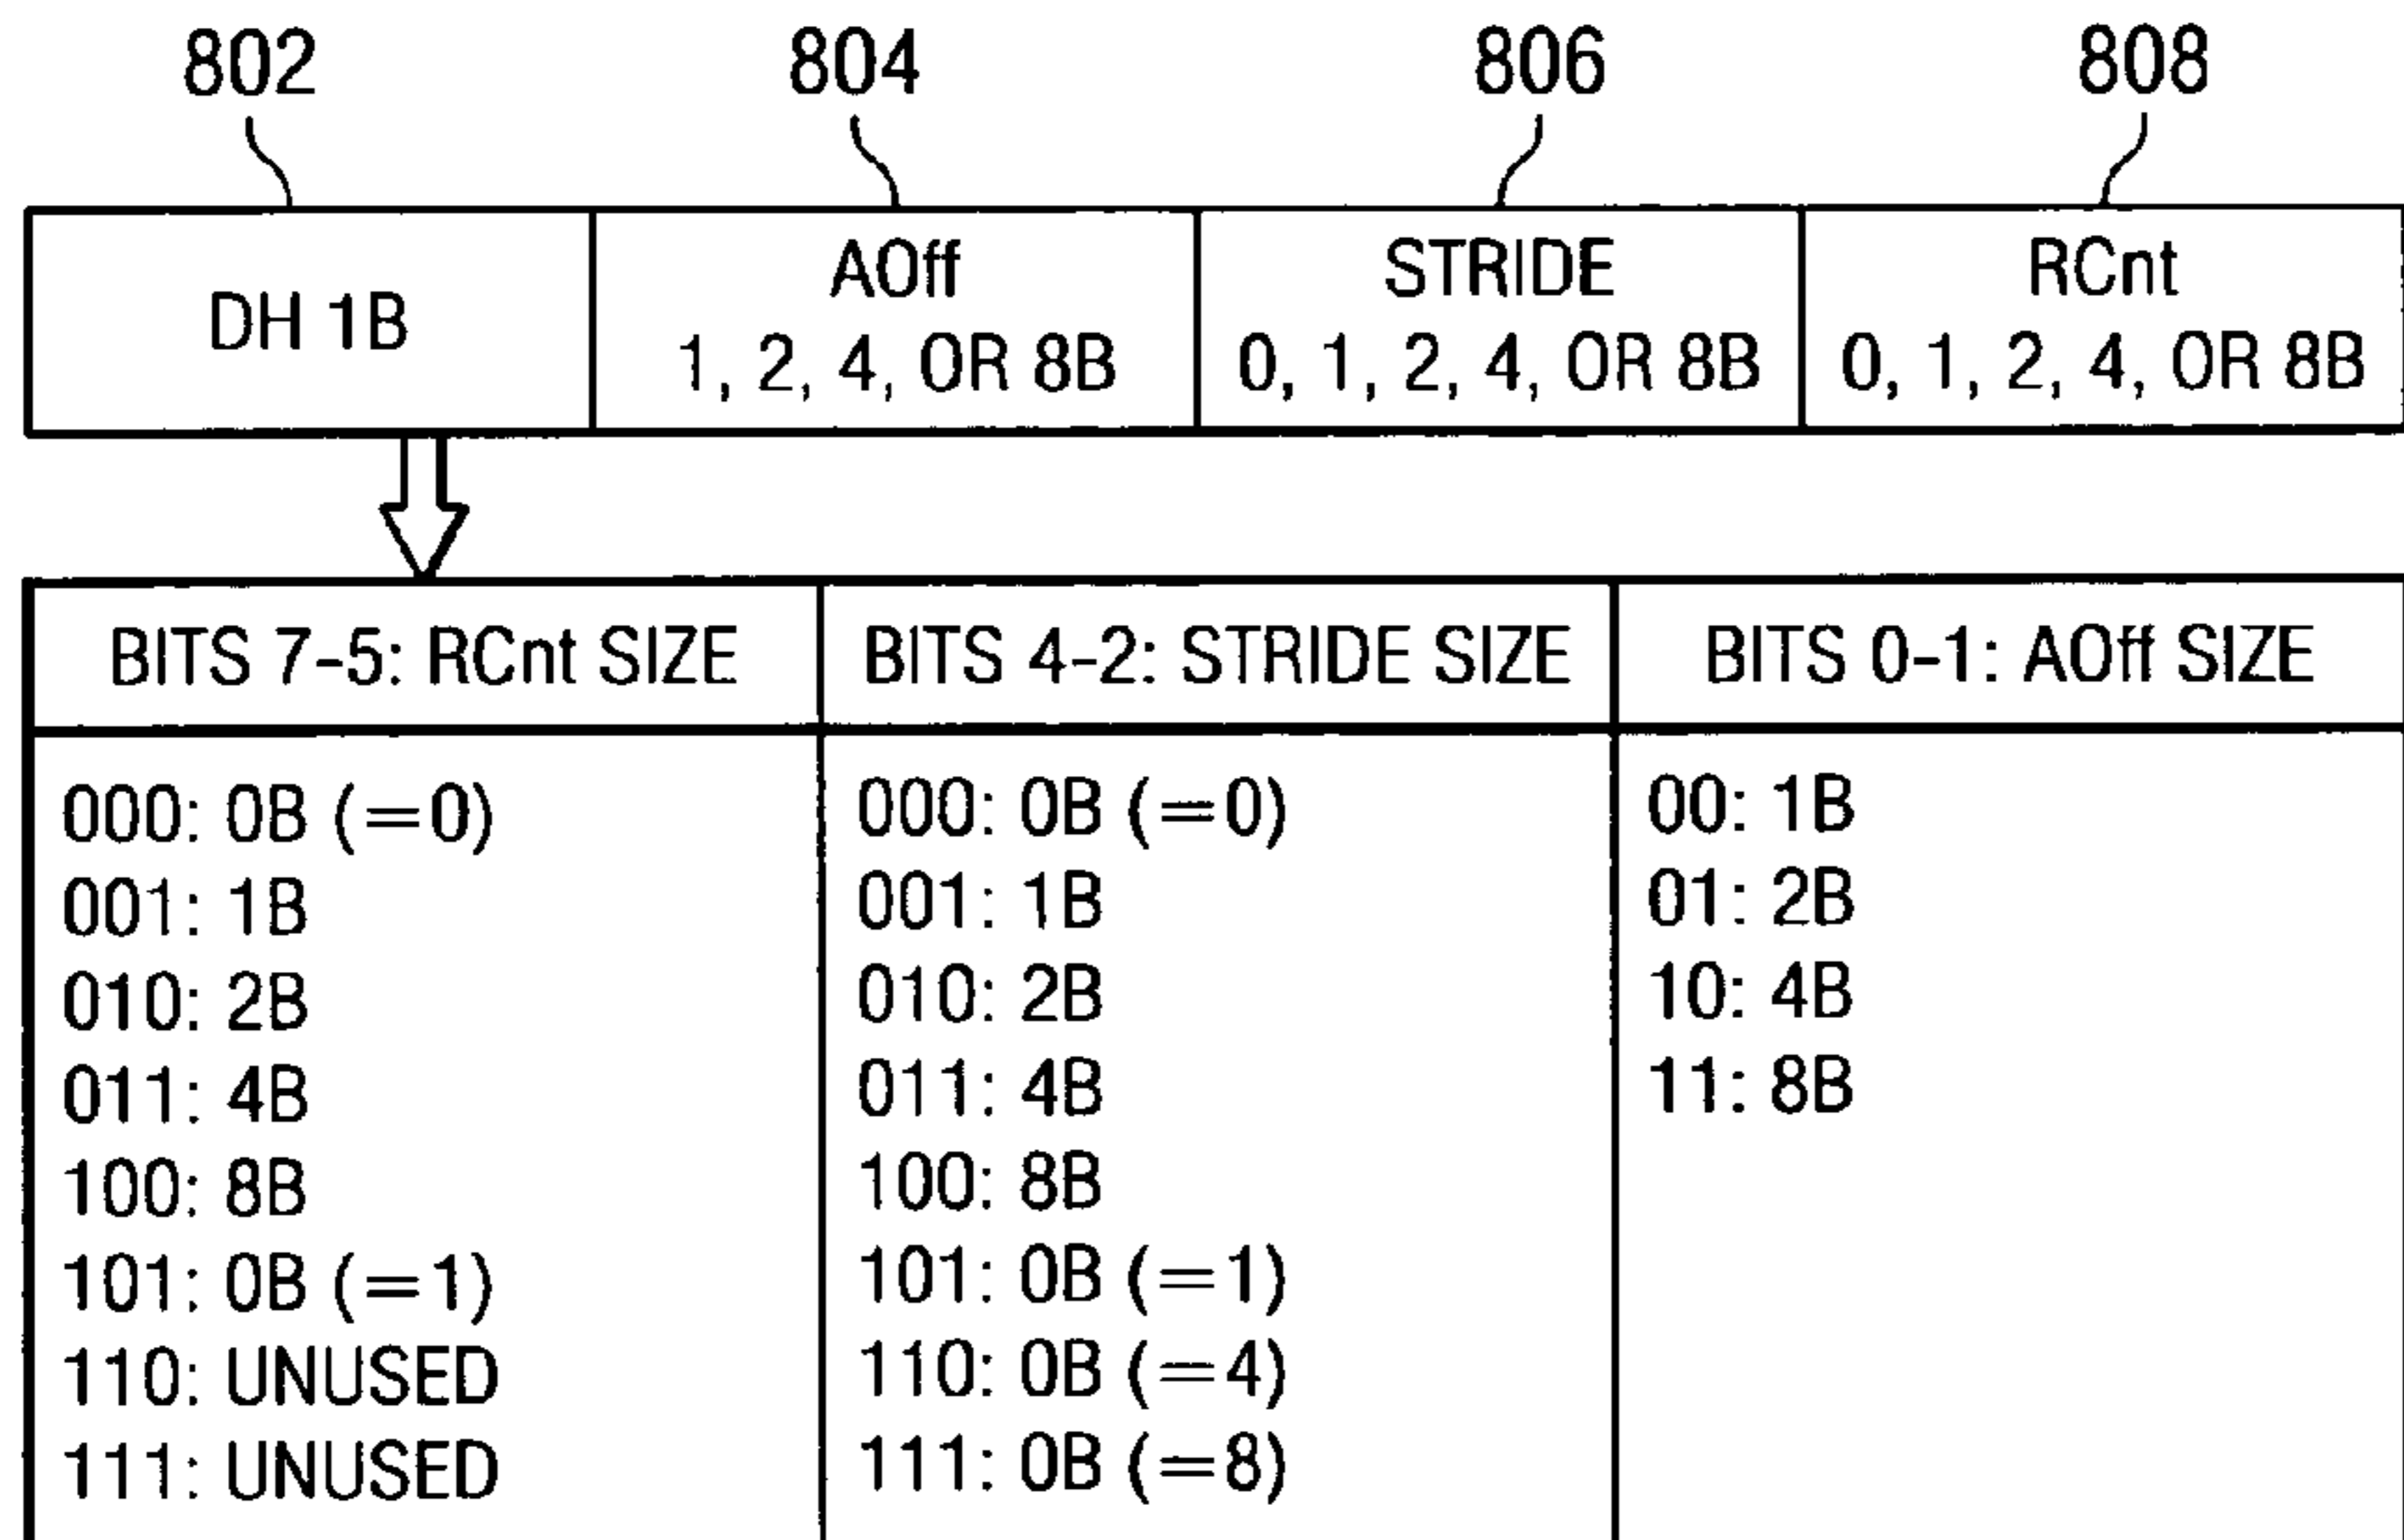 802 804 806 808
DH 1B
AOff
1, 2, 4, OR 8B
STRIDE
0, 1, 2, 4, OR 8B
RCnt
0, 1, 2, 4, OR 8B
BITS 7-5: RCnt SIZE
BITS 4-2: STRIDE SIZE
BITS 0-1: AOff SIZE
000: 0B (=0)
001: 1B
010: 2B
011: 4B
100: 8B
101: 0B (=1)
110: UNUSED
111: UNUSED
000: 0B (=0)
001: 1B
010: 2B
011: 4B
100: 8B
101: 0B (=1)
110: 0B (=4)
111: 0B (=8)
00: 1B
01: 2B
10: 4B
11: 8B